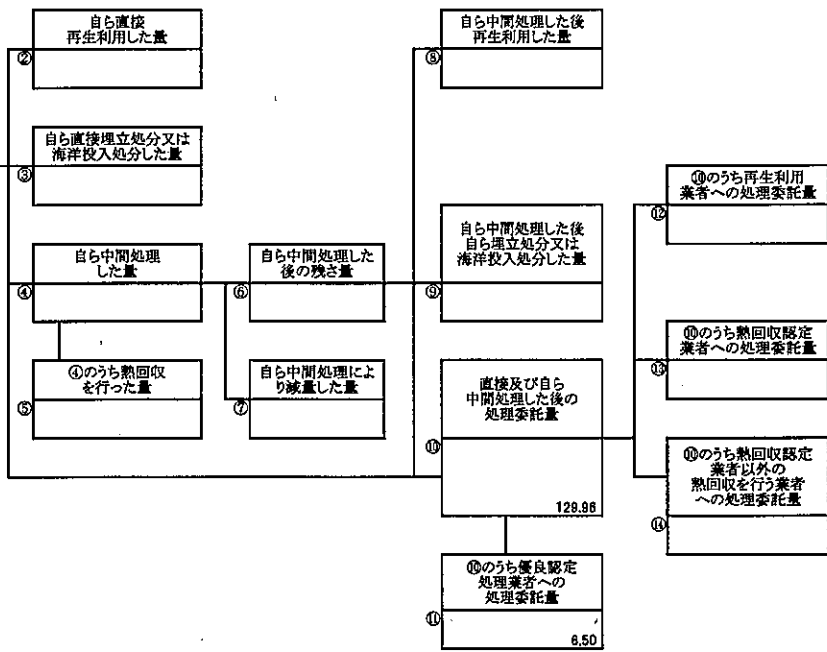 自ら直接
再生利用した量
②
自ら直接埋立処分又は
海洋投入処分した量
③
自ら中間処理
した量
④
④のうち熱回収
を行った量
⑤
自ら中間処理した
後の残さ量
⑥
自ら中間処理によ
り減量した量
⑦
自ら中間処理した後
再生利用した量
⑧
自ら中間処理した後
自ら埋立処分又は
海洋投入処分した量
⑨
直接及び自ら
中間処理した後の
処理委託量
⑩
129.96
⑩のうち優良認定
処理業者への
処理委託量
⑪
6.50
⑩のうち再生利用
業者への処理委託量
⑫
⑩のうち熱回収認定
業者への処理委託量
⑬
⑩のうち熱回収認定
業者以外の
熱回収を行う業者
への処理委託量
⑭